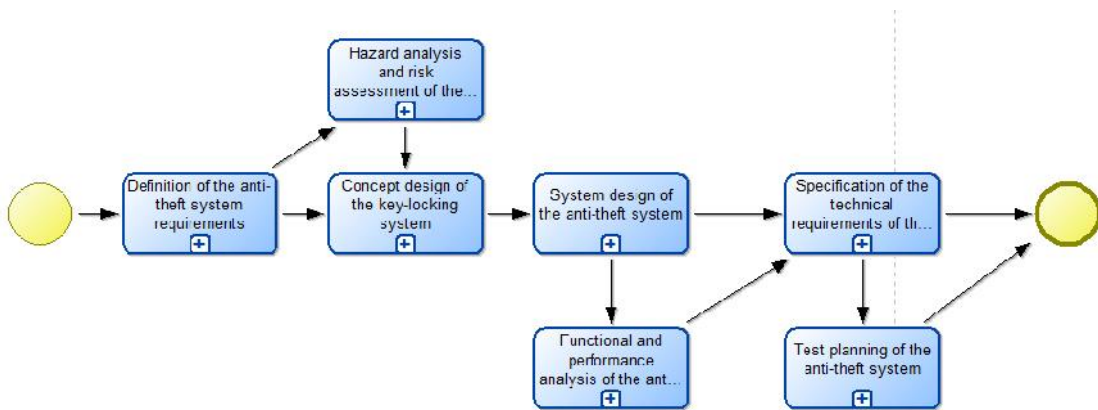 Hazard analysis
and risk
assessment of the...
Definition of the anti-
theft system
requirements
Concept design of
the key-locking
system
System design of
the anti-theft system
Specification of the
technical
requirements of th...
Functional and
performance
analysis of the ant...
Test planning of the
anti-theft system